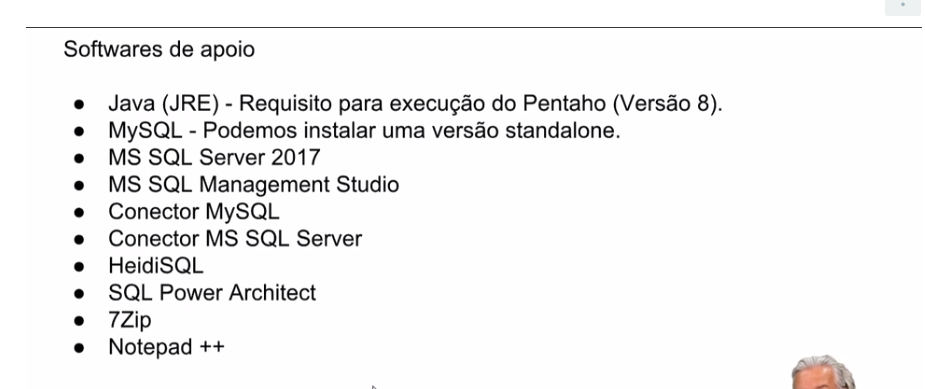 Softwares de apoio
● Java (JRE) - Requisito para execução do Pentaho (Versão 8).
● MySQL - Podemos instalar uma versão standalone.
● MS SQL Server 2017
● MS SQL Management Studio
● Conector MySQL
● Conector MS SQL Server
● HeidiSQL
● SQL Power Architect
● 7Zip
● Notepad ++